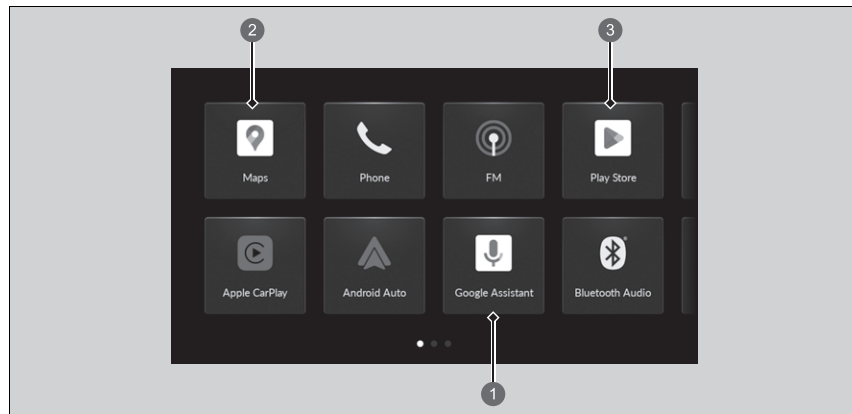 2 3
Maps Phone FM Play Store
Apple CarPlay Android Auto Google Assistant Bluetooth Audio
1